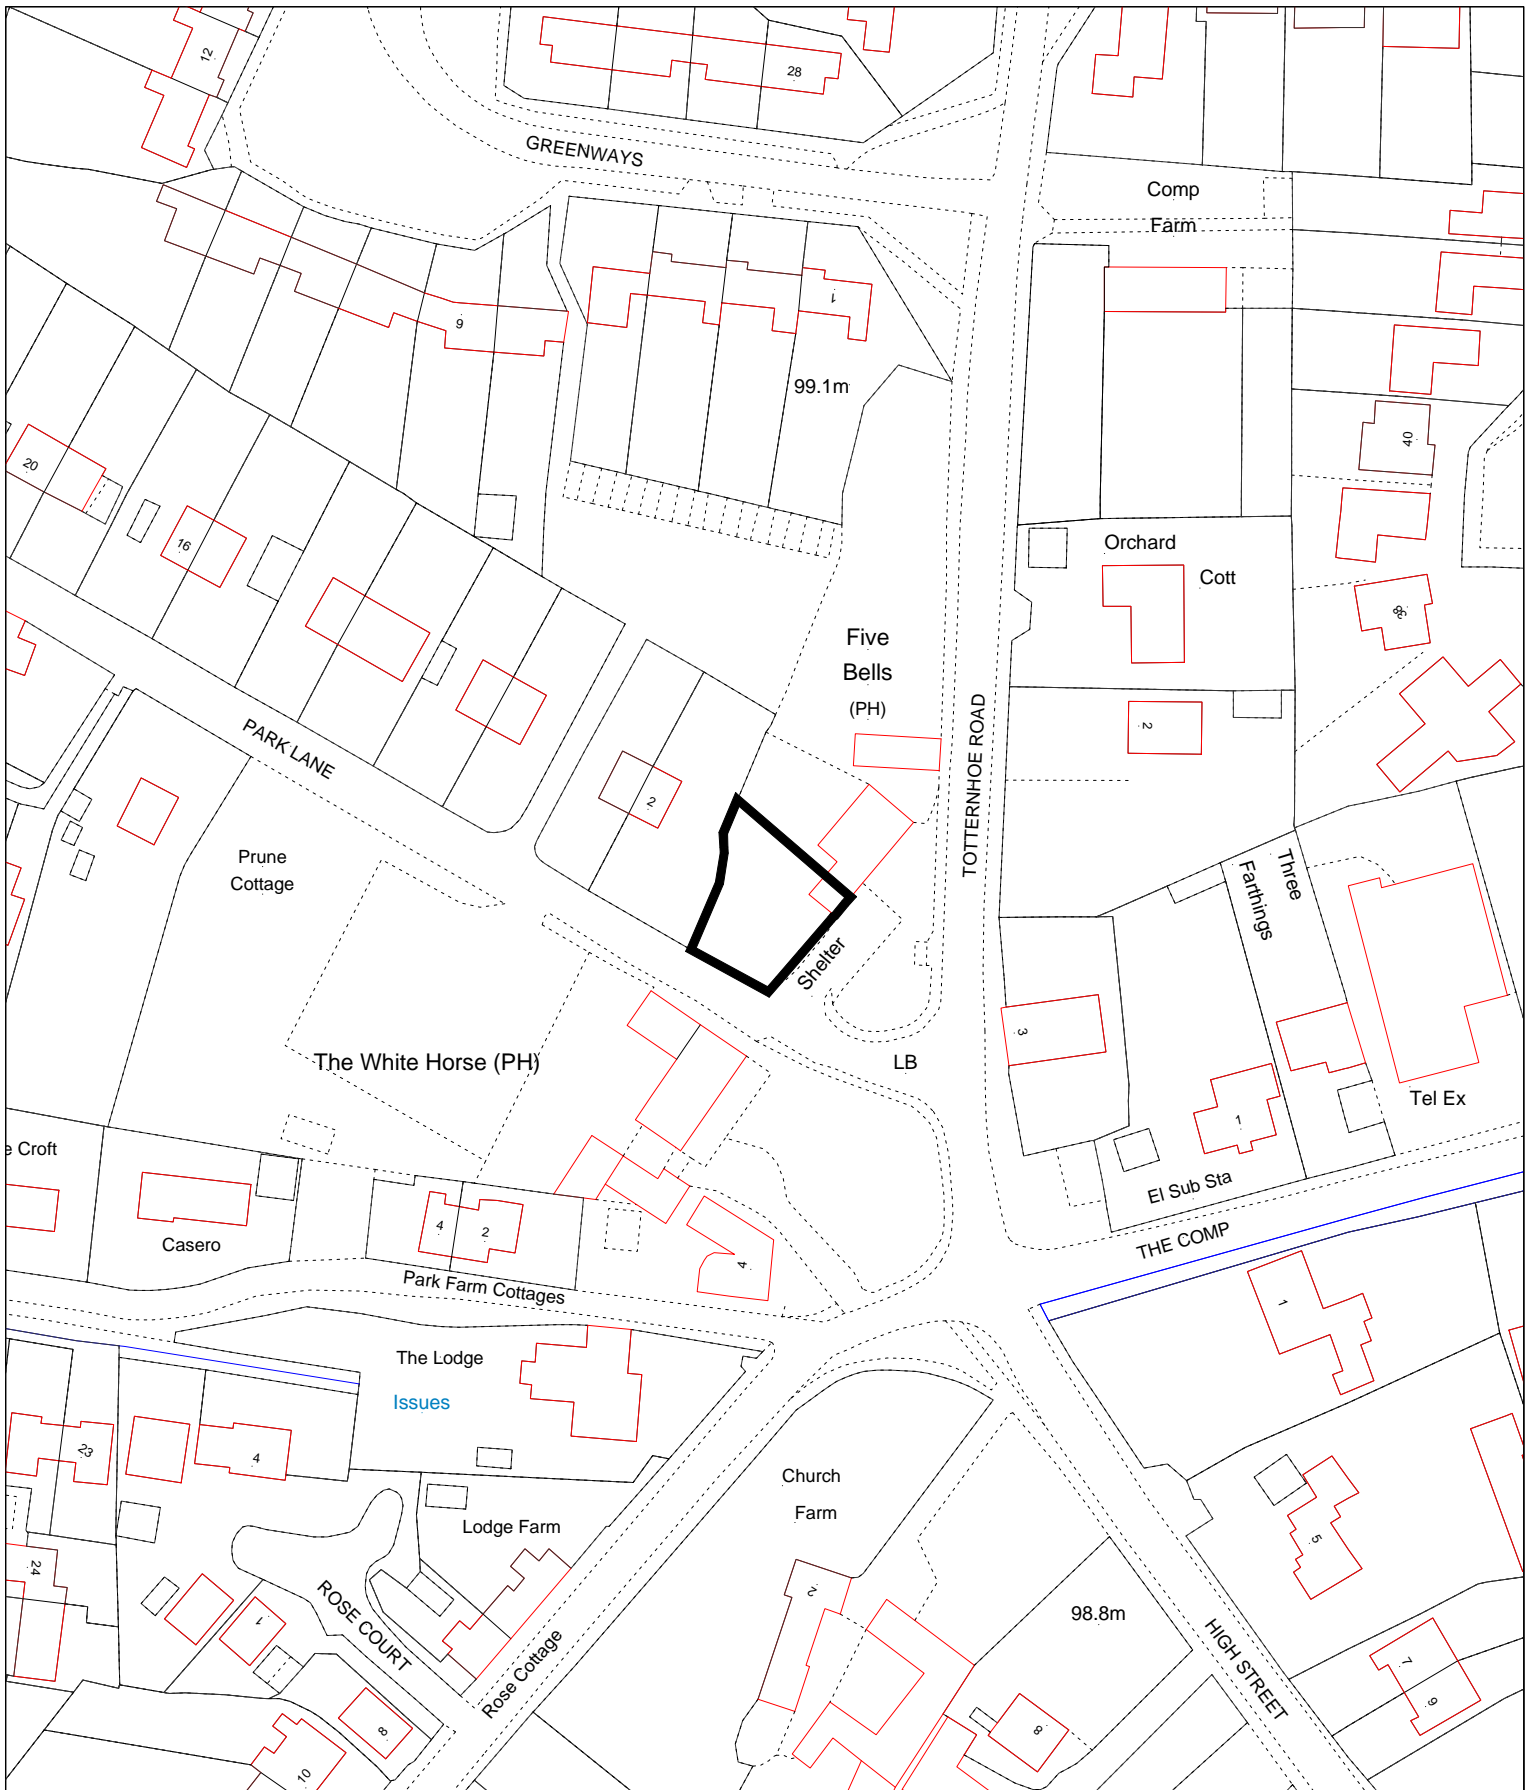 12
28
GREENWAYS
Comp
Farm
9
1
99.1m
20
16
40
Orchard
Cott
38
Five
Bells
(PH)
TOTTERNHOE ROAD
2
PARK LANE
2
Prune
Cottage
Three
Farthings
Shelter
3
The White Horse (PH)
LB
Tel Ex
1
e Croft
El Sub Sta
4
2
Casero
THE COMP
4
Park Farm Cottages
1
The Lodge
Issues
23
4
Church
Farm
Lodge Farm
5
24
ROSE COURT
2
98.8m
1
Rose Cottage
HIGH STREET
7
9
8
8
10